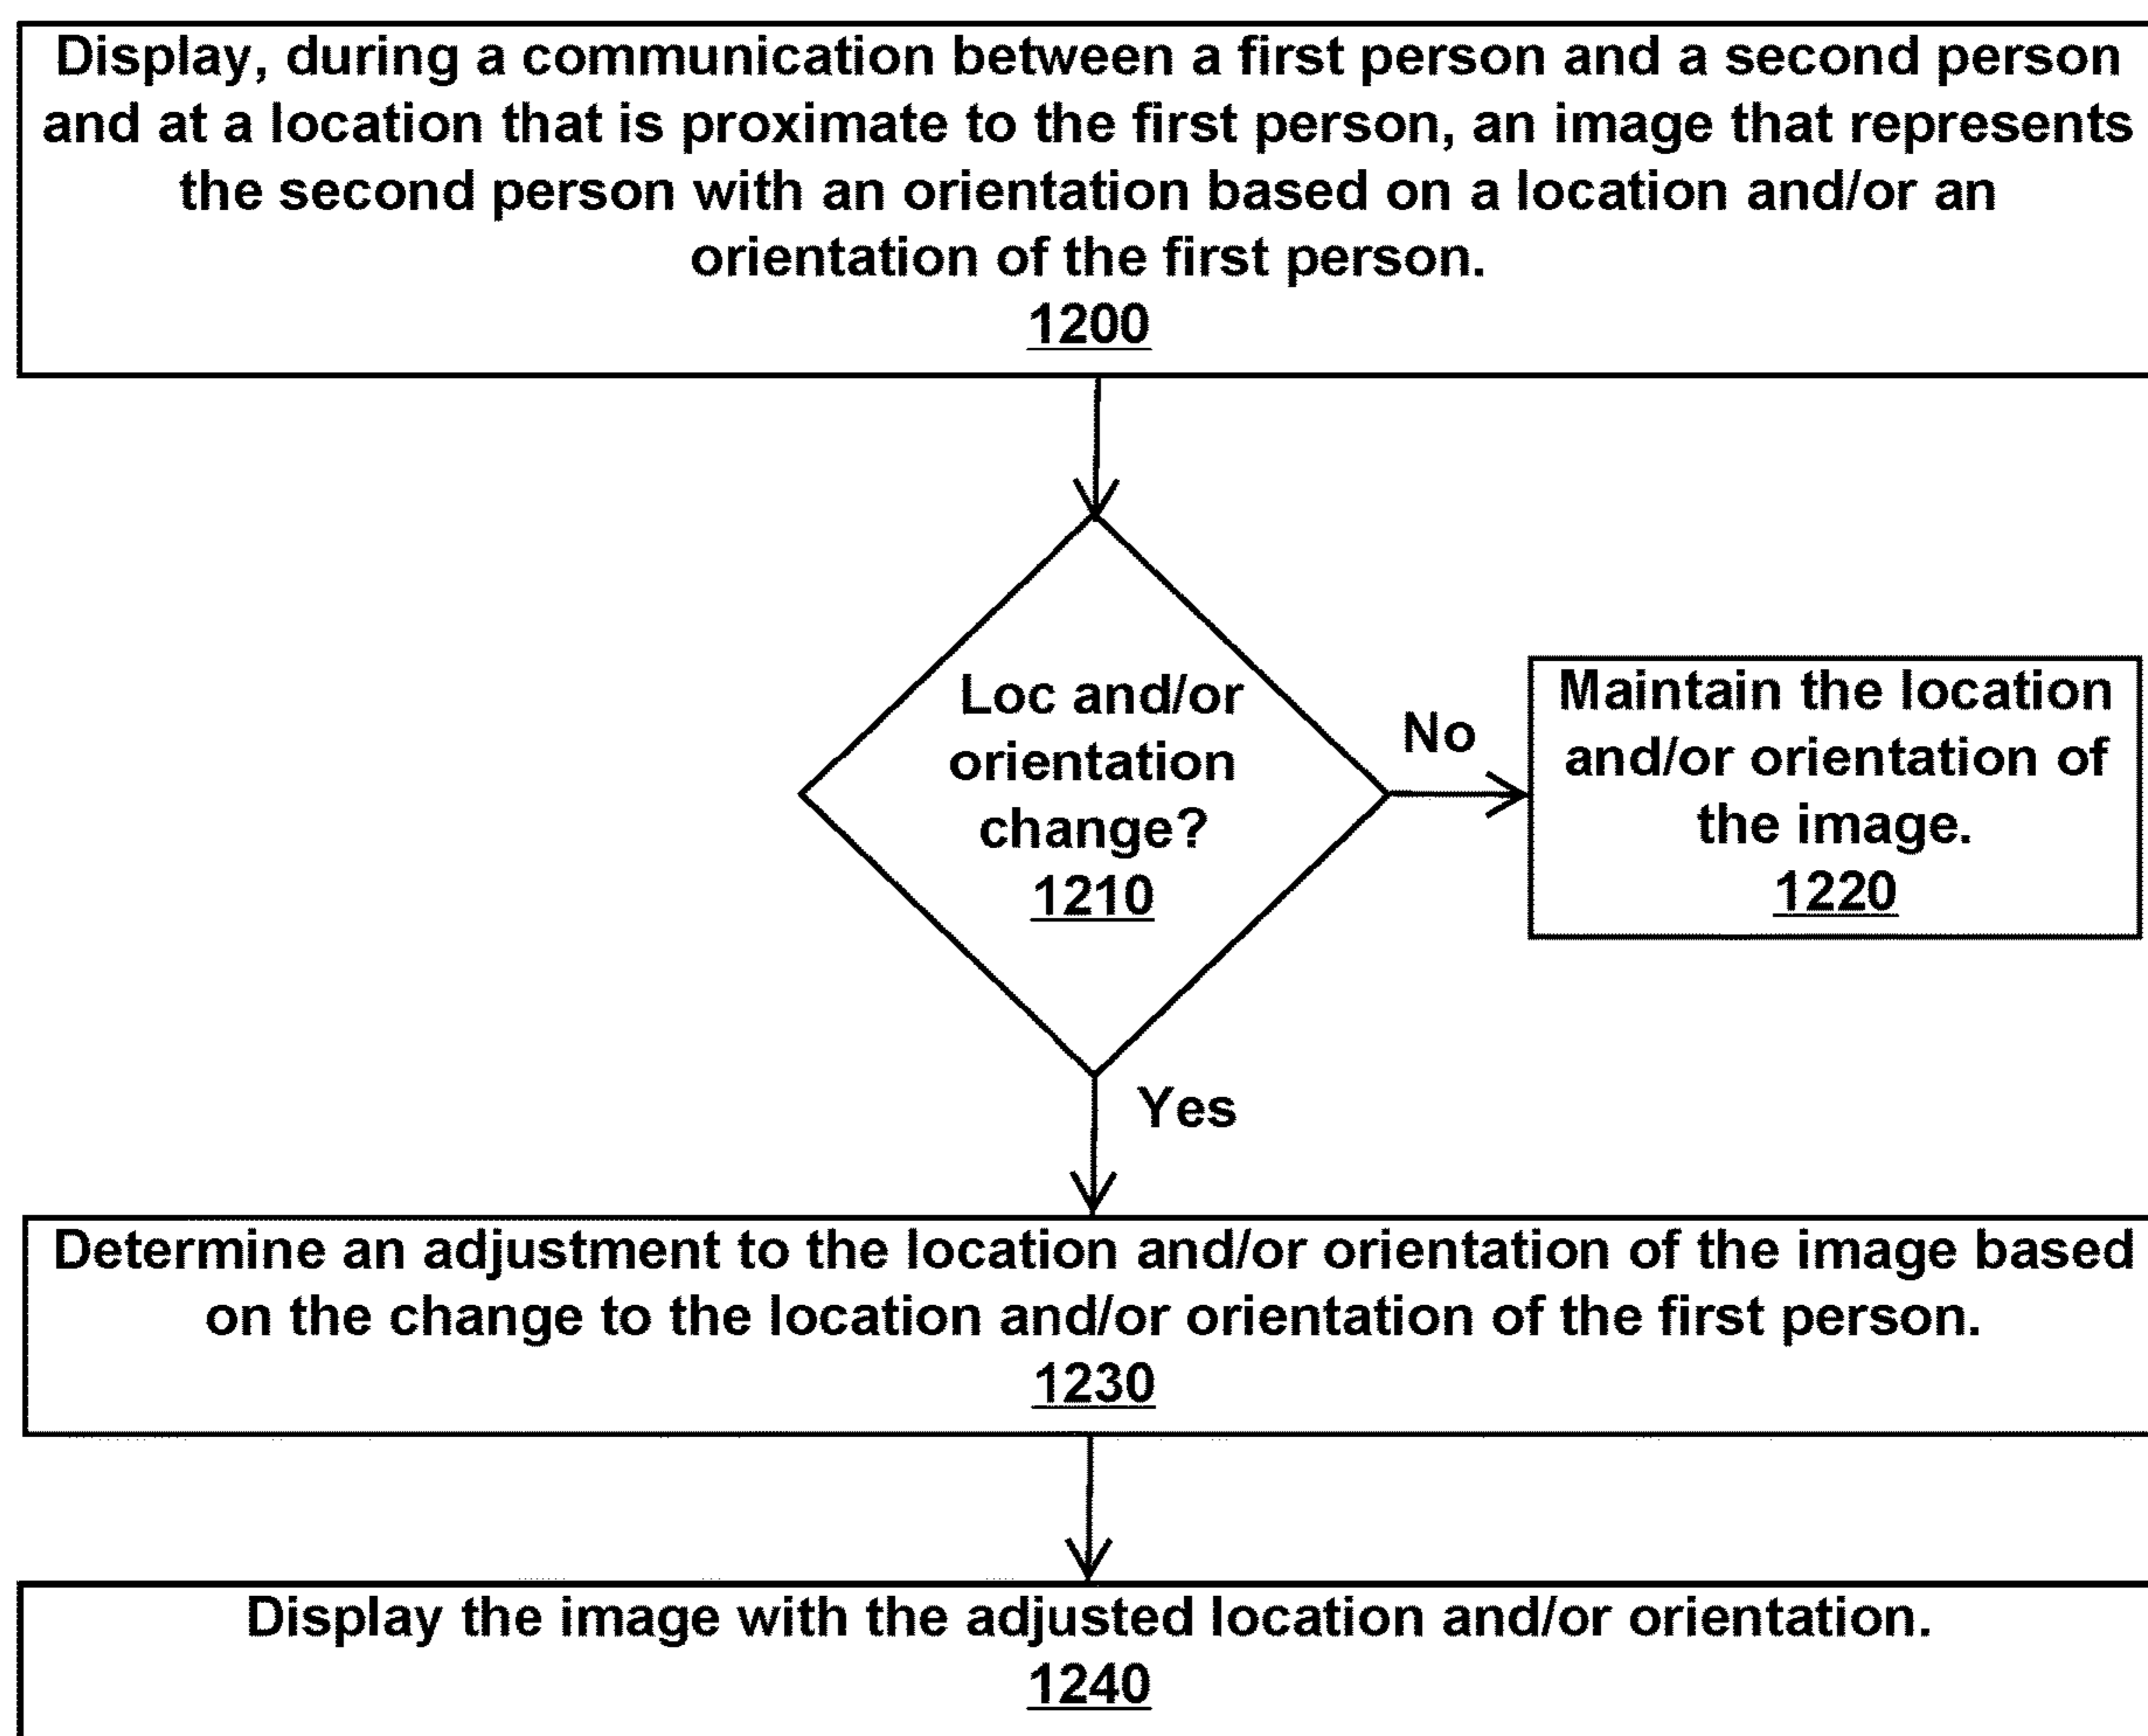 Display, during a communication between a first person and a second person
and at a location that is proximate to the first person, an image that represents
the second person with an orientation based on a location and/or an
orientation of the first person.
1200
Loc and/or
orientation
change?
1210
No
Maintain the location
and/or orientation of
the image.
1220
Yes
Determine an adjustment to the location and/or orientation of the image based
on the change to the location and/or orientation of the first person.
1230
Display the image with the adjusted location and/or orientation.
1240